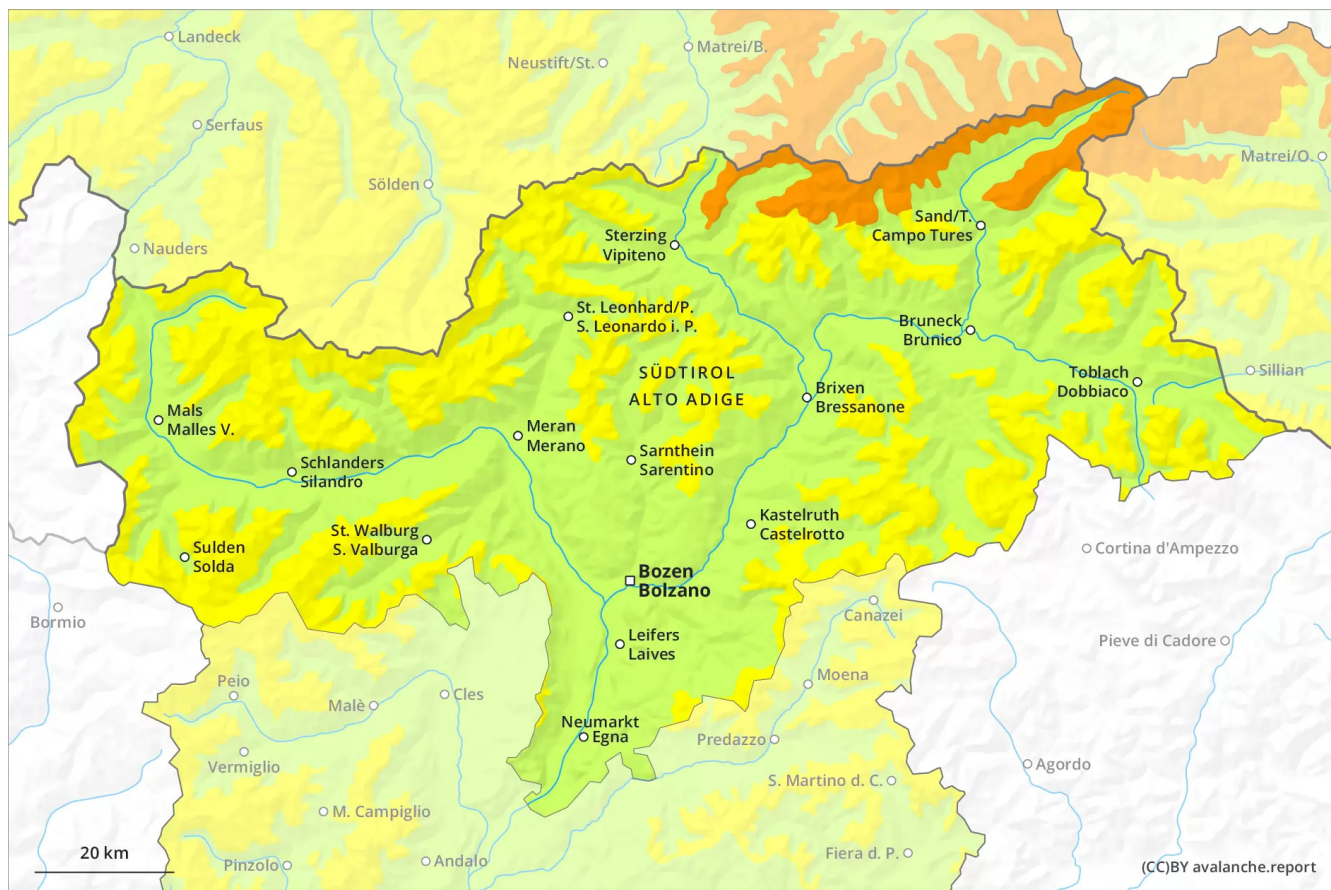 Landeck
Matrei/B.
Neustift/St.
Serfaus
Matrei/O.
Sölden
Sand/T.
Campo Tures
Nauders
Sterzing
Vipiteno
St. Leonhard/P.
S. Leonardo i. P.
Bruneck
Brunico
SÜDTIROL
ALTO ADIGE
Toblach
Dobbiaco
Sillian
Brixen
Bressanone
Mals
Malles V.
Meran
Merano
Sarnthein
Sarentino
Schlanders
Silandro
Kastelruth
Castelrotto
St. Walburg
S. Valburga
Sulden
Solda
Cortina d'Ampezzo
Bozen
Bolzano
Bormio
Canazei
Leifers
Laives
Pieve di Cadore
Peio
Moena
Malè
Cles
Neumarkt
Egna
Predazzo
Vermiglio
Agordo
S. Martino d. C.
M. Campiglio
20 km
Pinzolo
Andalo
Fiera d. P.
(CC)BY avalanche.report